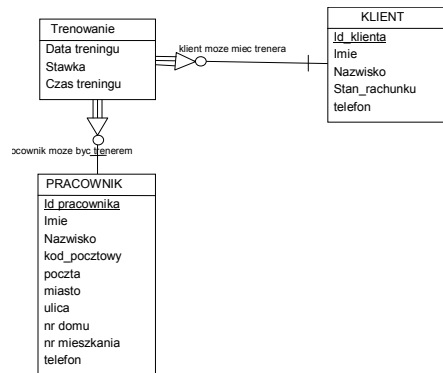 Trenowanie
Data treningu
Stawka
Czas treningu
klient moze miec trenera
KLIENT
Id_klienta
Imie
Nazwisko
Stan_rachunku
telefon
ocownik moze byc trenerem
PRACOWNIK
Id pracownika
Imie
Nazwisko
kod_pocztowy
poczta
miasto
ulica
nr domu
nr mieszkania
telefon